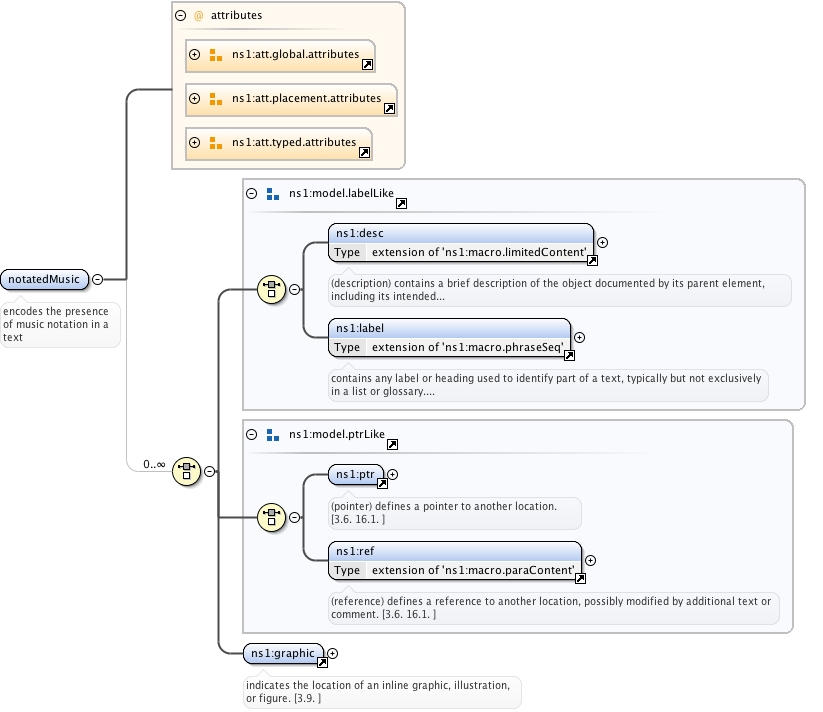 @ attributes
ns1:att.global.attributes
ns1:att.placement.attributes
ns1:att.typed.attributes
ns1:model.labelLike
ns1:desc
Type extension of 'ns1:macro.limitedContent'
(description) contains a brief description of the object documented by its parent element,
including its intended...
ns1:label
Type extension of 'ns1:macro.phraseSeq'
contains any label or heading used to identify part of a text, typically but not exclusively
in a list or glossary....
notatedMusic
encodes the presence
of music notation in a
text
0..∞
ns1:model.ptrLike
ns1:ptr
(pointer) defines a pointer to another location.
[3.6. 16.1. ]
ns1:ref
Type extension of 'ns1:macro.paraContent'
(reference) defines a reference to another location, possibly modified by additional text or
comment. [3.6. 16.1. ]
ns1:graphic
indicates the location of an inline graphic, illustration,
or figure. [3.9. ]